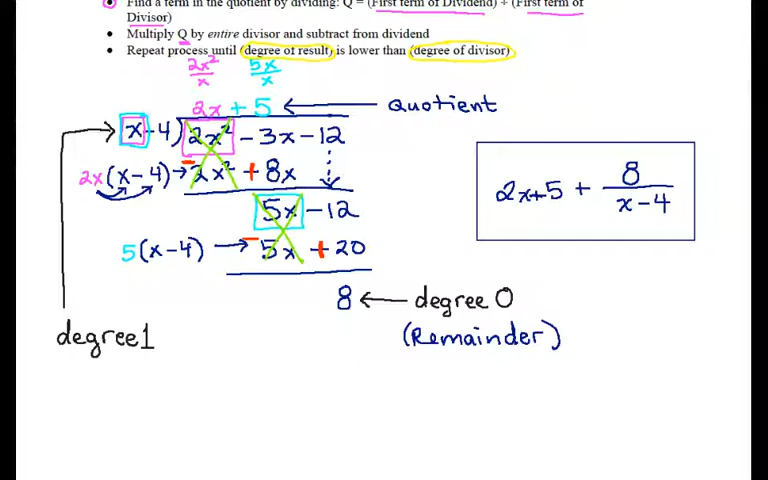 Find a term in the quotient by dividing: Q = (First term of Dividend) ÷ (First term of
Divisor)
• Multiply Q by entire divisor and subtract from dividend
• Repeat process until (degree of result) is lower than (degree of divisor)
2x²/x 5x/x
2x + 5 ← Quotient
x-4)2x² - 3x - 12
2x(x-4) → -2x² + 8x
5x - 12
5(x-4) → -5x + 20
8 ← degree 0
(Remainder)
degree 1
2x+5 + 8/(x-4)